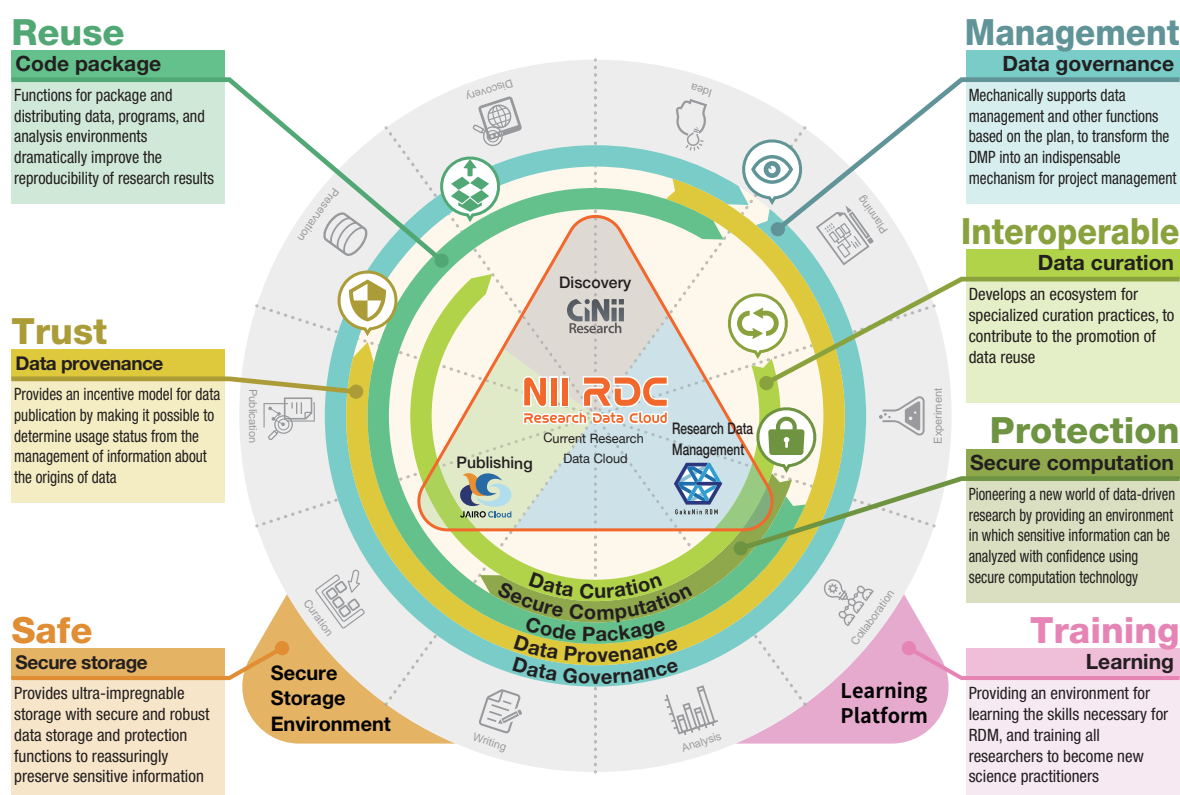 Reuse
Code package
Functions for package and
distributing data, programs, and
analysis environments
dramatically improve the
reproducibility of research results
Trust
Data provenance
Provides an incentive model for data
publication by making it possible to
determine usage status from the
management of information about
the origins of data
Safe
Secure storage
Provides ultra-impregnable
storage with secure and robust
data storage and protection
functions to reassuringly
preserve sensitive information
Discovery
Idea
Planning
Experiment
Collaboration
Analysis
Writing
Curation
Publication
Preservation
Discovery
CiNii
Research
NII RDC
Research Data Cloud
Current Research
Data Cloud
Publishing
JAIRO Cloud
Research Data
Management
GakuNin RDM
Data Curation
Secure Computation
Code Package
Data Provenance
Data Governance
Secure
Storage
Environment
Learning
Platform
Management
Data governance
Mechanically supports data
management and other functions
based on the plan, to transform the
DMP into an indispensable
mechanism for project management
Interoperable
Data curation
Develops an ecosystem for
specialized curation practices, to
contribute to the promotion of
data reuse
Protection
Secure computation
Pioneering a new world of data-driven
research by providing an environment
in which sensitive information can be
analyzed with confidence using
secure computation technology
Training
Learning
Providing an environment for
learning the skills necessary for
RDM, and training all
researchers to become new
science practitioners